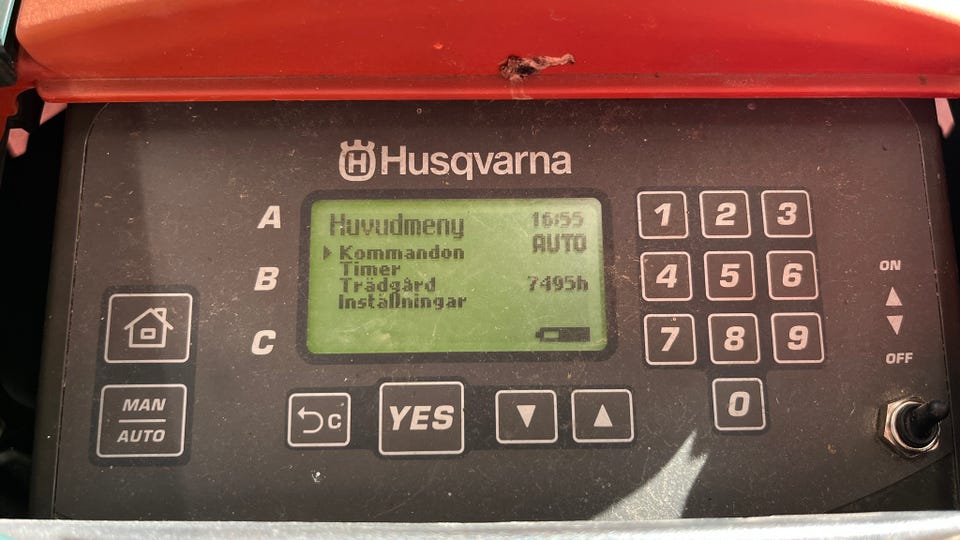 Husqvarna
A
B
C
Huvudmeny 16:55
AUTO
Kommandon
Timer
Trädgård 7495h
Inställningar
1 2 3
4 5 6
7 8 9
0
ON
OFF
MAN
AUTO
C
YES